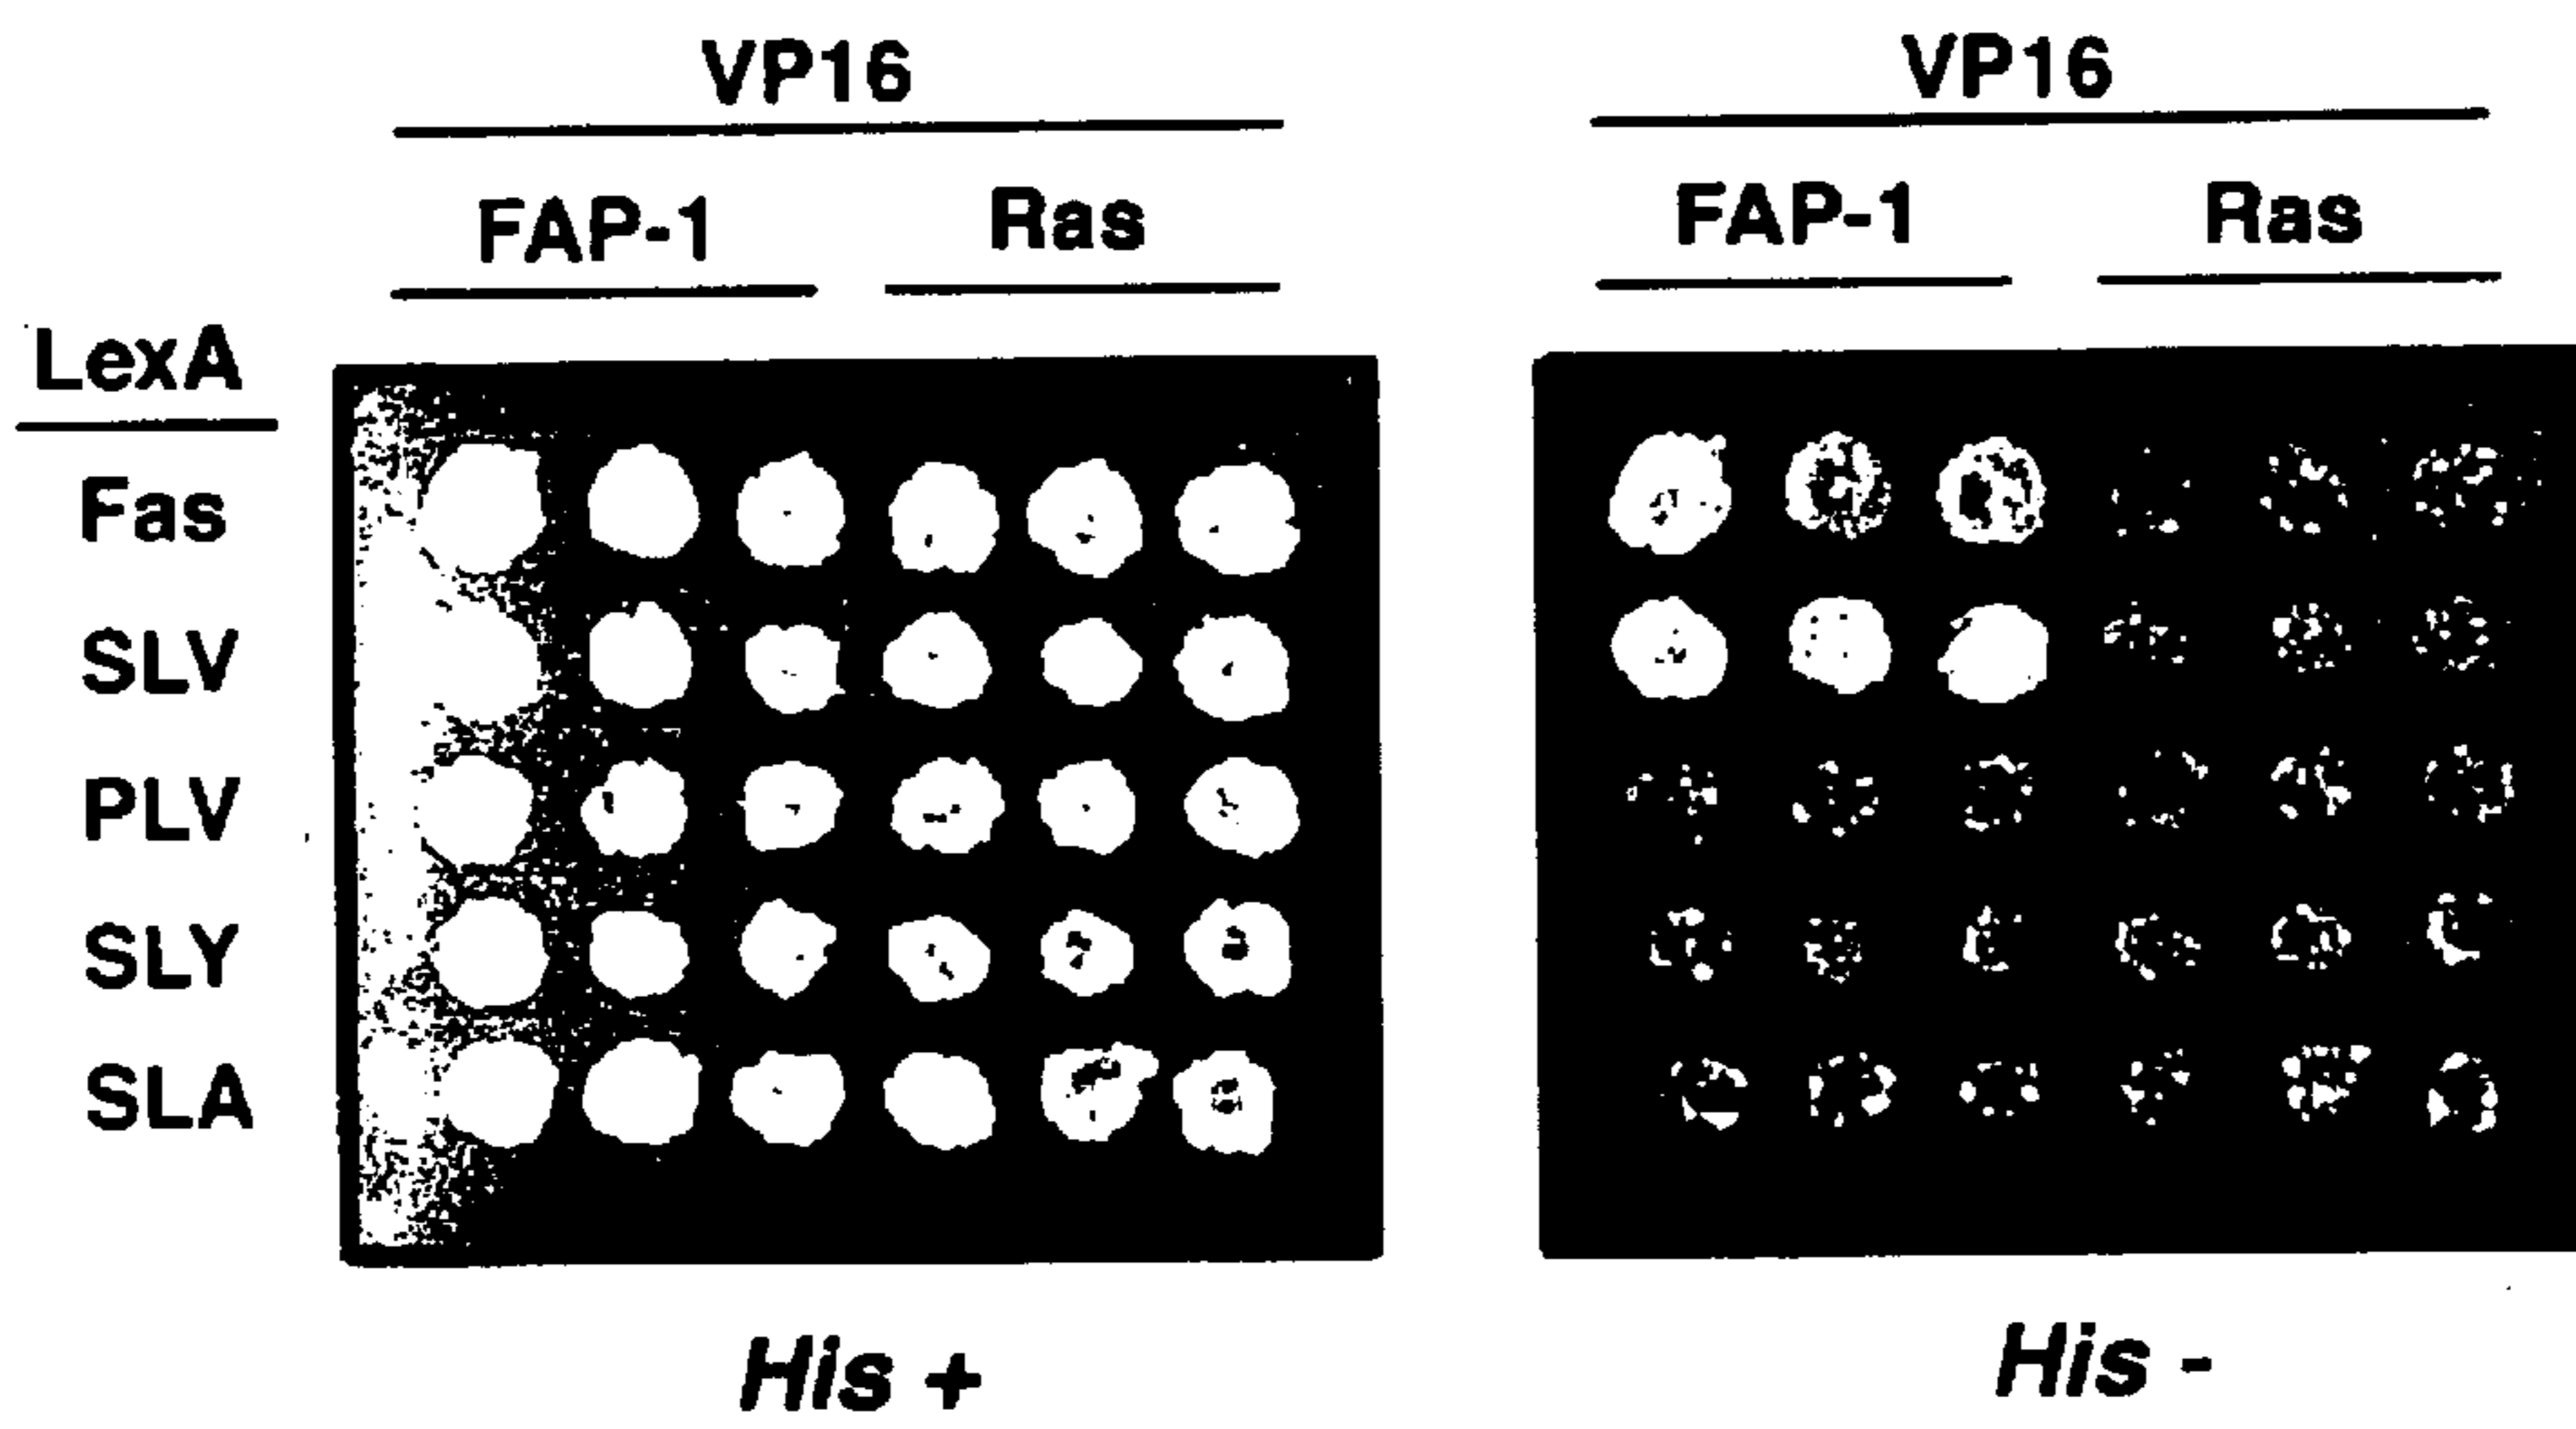 VP16 VP16
FAP-1 Ras FAP-1 Ras
LexA
Fas
SLV
PLV
SLY
SLA
His + His -